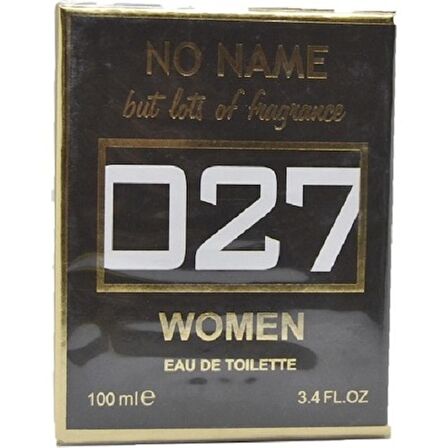 NO NAME
but lots of fragrance
027
WOMEN
EAU DE TOILETTE
100 ml e 3.4 FL.OZ